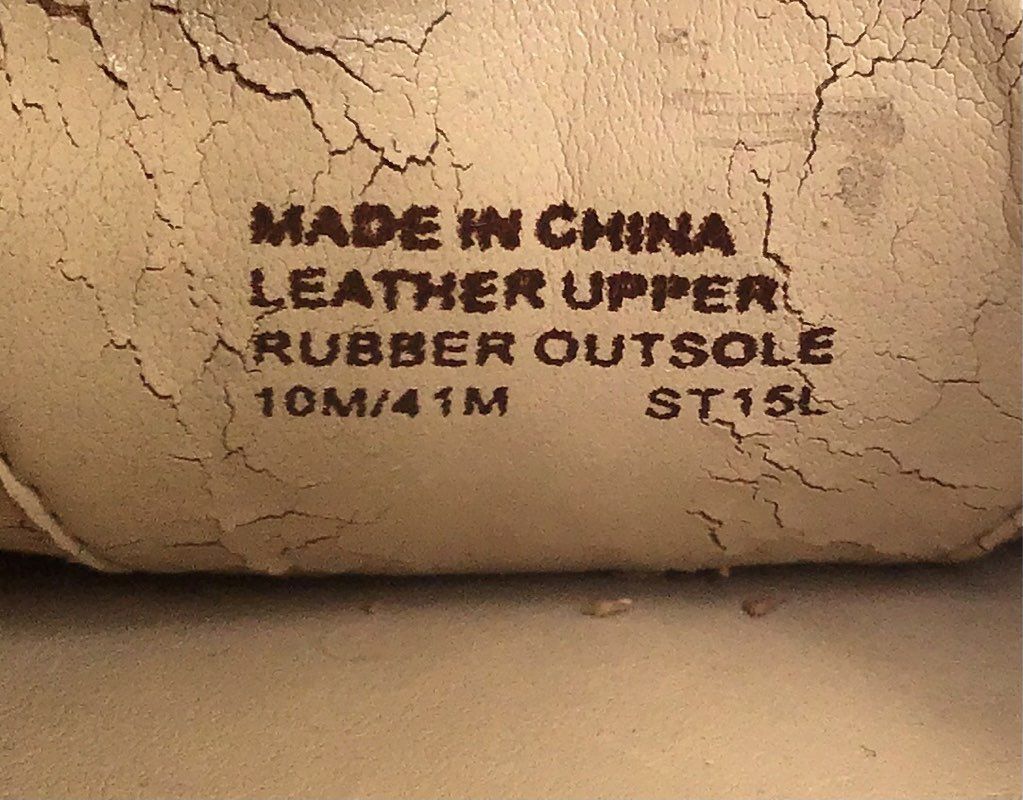 MADE IN CHINA
LEATHER UPPER
RUBBER OUTSOLE
10M/41M ST15L